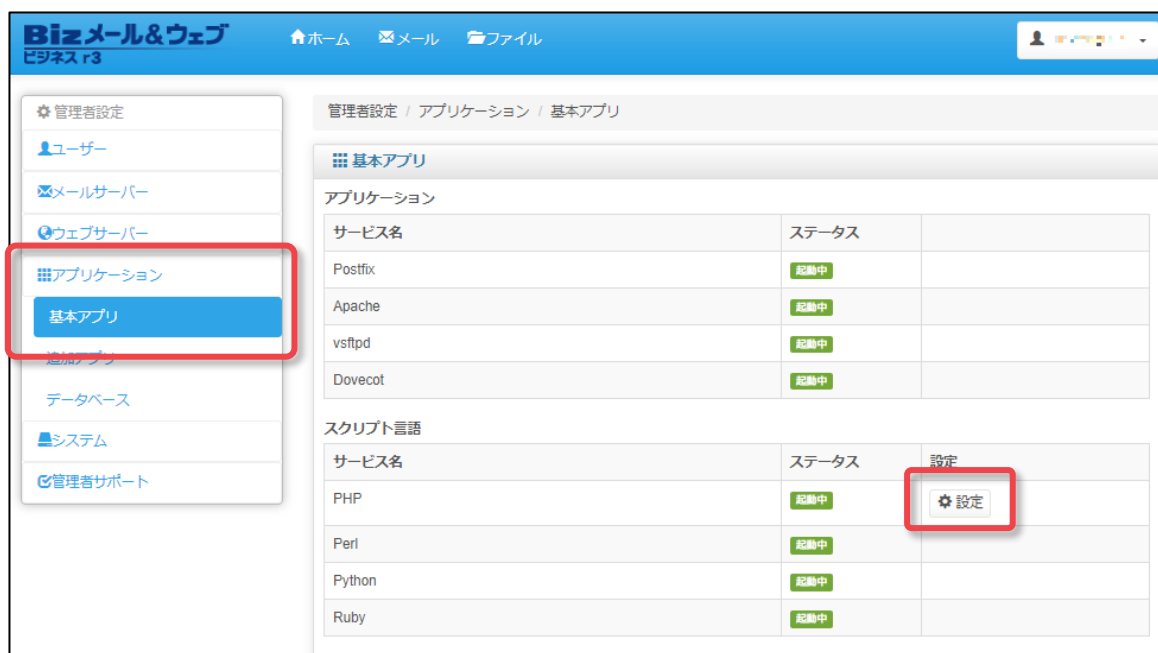 Bizメール&ウェブ
ビジネス r3
ホーム メール ファイル
管理者設定
ユーザー
メールサーバー
ウェブサーバー
アプリケーション
基本アプリ
追加アプリ
データベース
システム
管理者サポート
管理者設定 / アプリケーション / 基本アプリ
基本アプリ
アプリケーション
サービス名 ステータス
Postfix 起動中
Apache 起動中
vsftpd 起動中
Dovecot 起動中
スクリプト言語
サービス名 ステータス 設定
PHP 起動中 設定
Perl 起動中
Python 起動中
Ruby 起動中